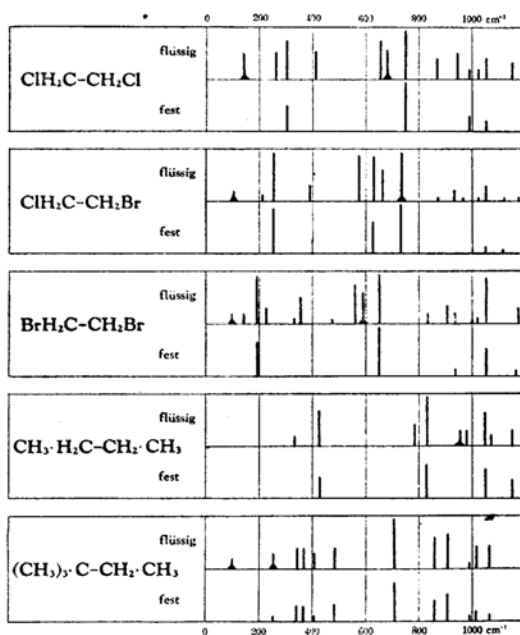 0 200 400 600 800 1000 cm⁻¹
flüssig
ClH₂C–CH₂Cl
fest
flüssig
ClH₂C–CH₂Br
fest
flüssig
BrH₂C–CH₂Br
fest
flüssig
CH₃·H₂C–CH₂·CH₃
fest
flüssig
(CH₃)₃·C–CH₂·CH₃
fest
0 200 400 600 800 1000 cm⁻¹